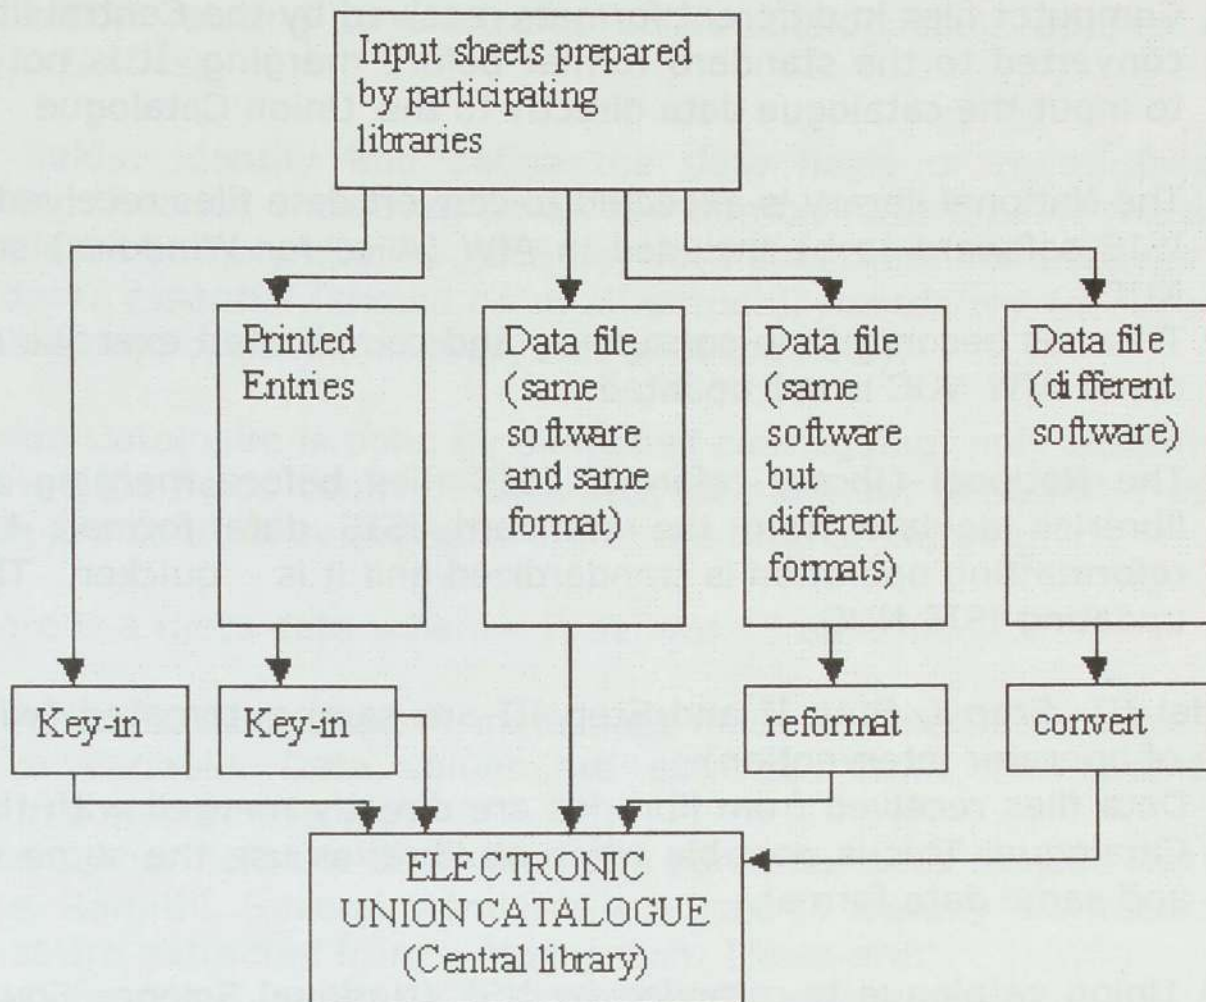 Input sheets prepared
by participating
libraries
Printed
Entries
Data file
(same
software
and same
format)
Data file
(same
software
but
different
formats)
Data file
(different
software)
Key-in
Key-in
reformat
convert
ELECTRONIC
UNION CATALOGUE
(Central library)